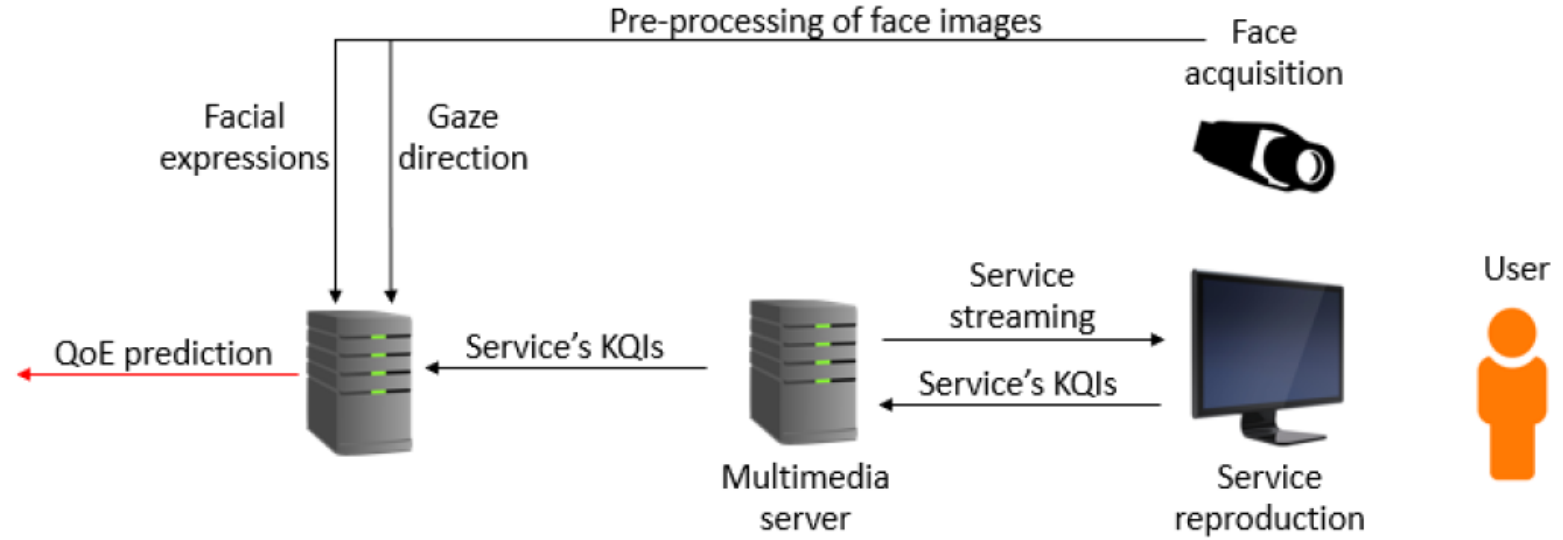 Pre-processing of face images
Face
acquisition
Facial
expressions
Gaze
direction
Service
streaming
User
QoE prediction
Service’s KQIs
Service’s KQIs
Multimedia
server
Service
reproduction